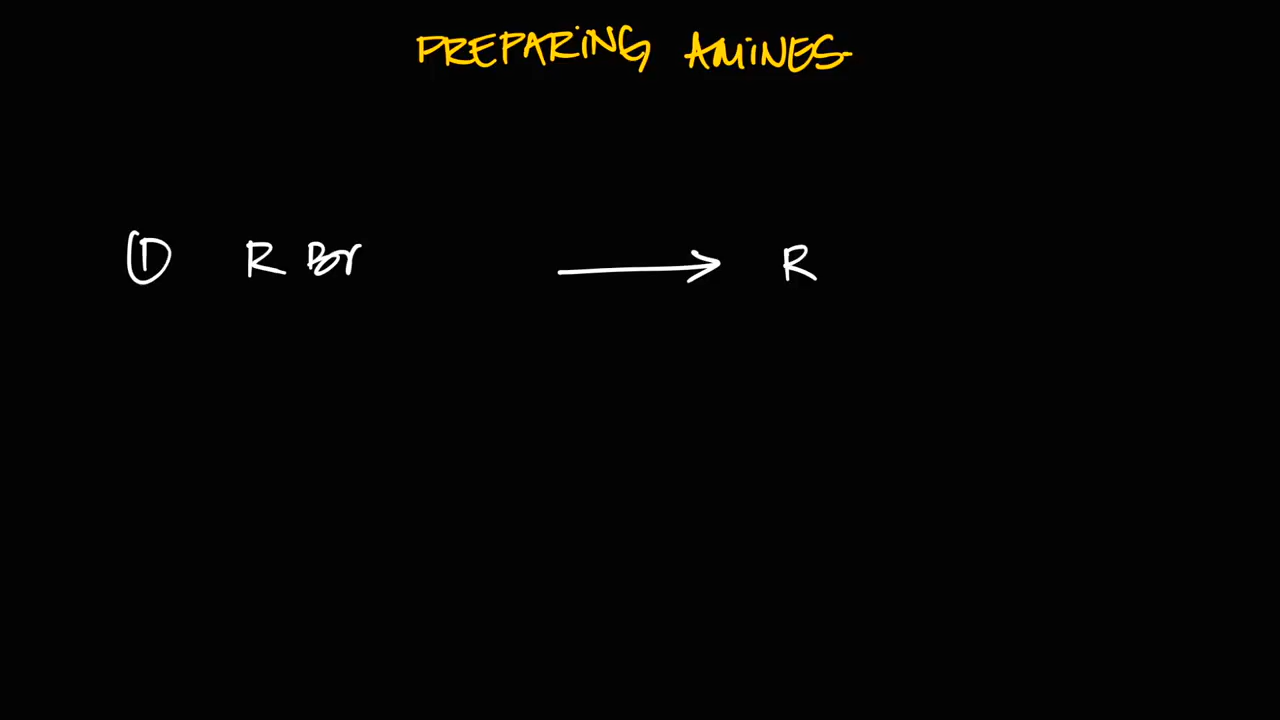 PREPARING AMINES
① R Br ⟶ R